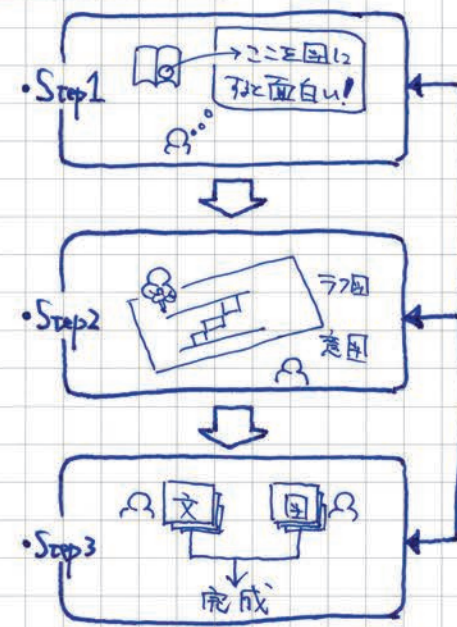 ・Step1
ここを図に
すると面白い!
・Step2
ラフ図
意図
・Step3
文
図
完成